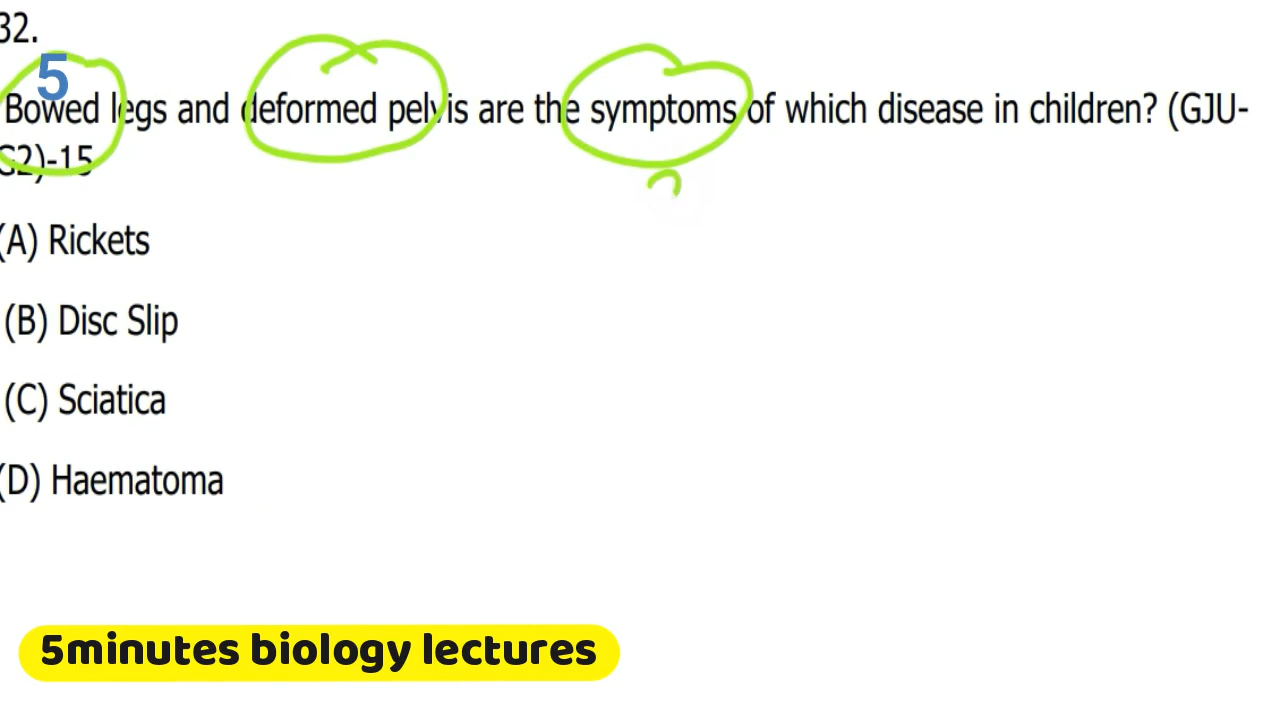 32.
5
Bowed legs and deformed pelvis are the symptoms of which disease in children? (GJU-
G2)-15
(A) Rickets
(B) Disc Slip
(C) Sciatica
(D) Haematoma
5minutes biology lectures